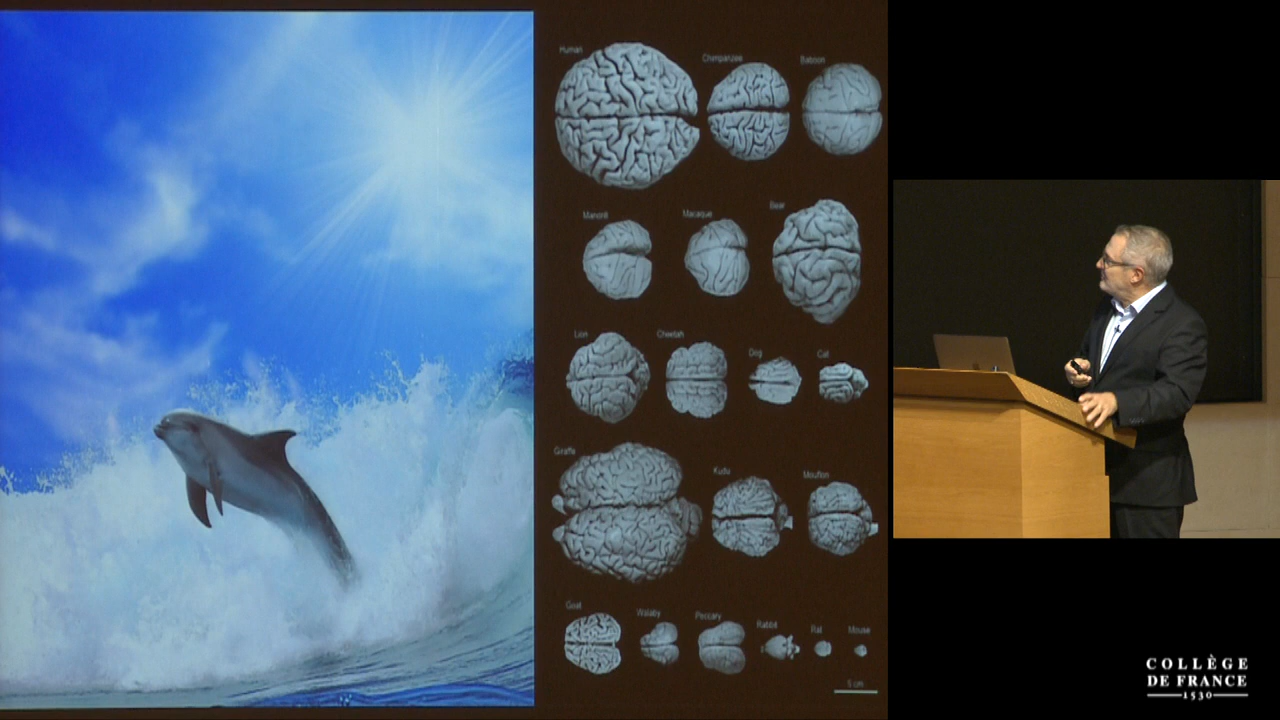 Human
Chimpanzee
Baboon
Mandrill
Macaque
Bear
Lion
Cheetah
Dog
Cat
Giraffe
Kudu
Mouflon
Goat
Wallaby
Peccary
Rabbit
Rat
Mouse
5 cm
COLLÈGE
DE FRANCE
1530